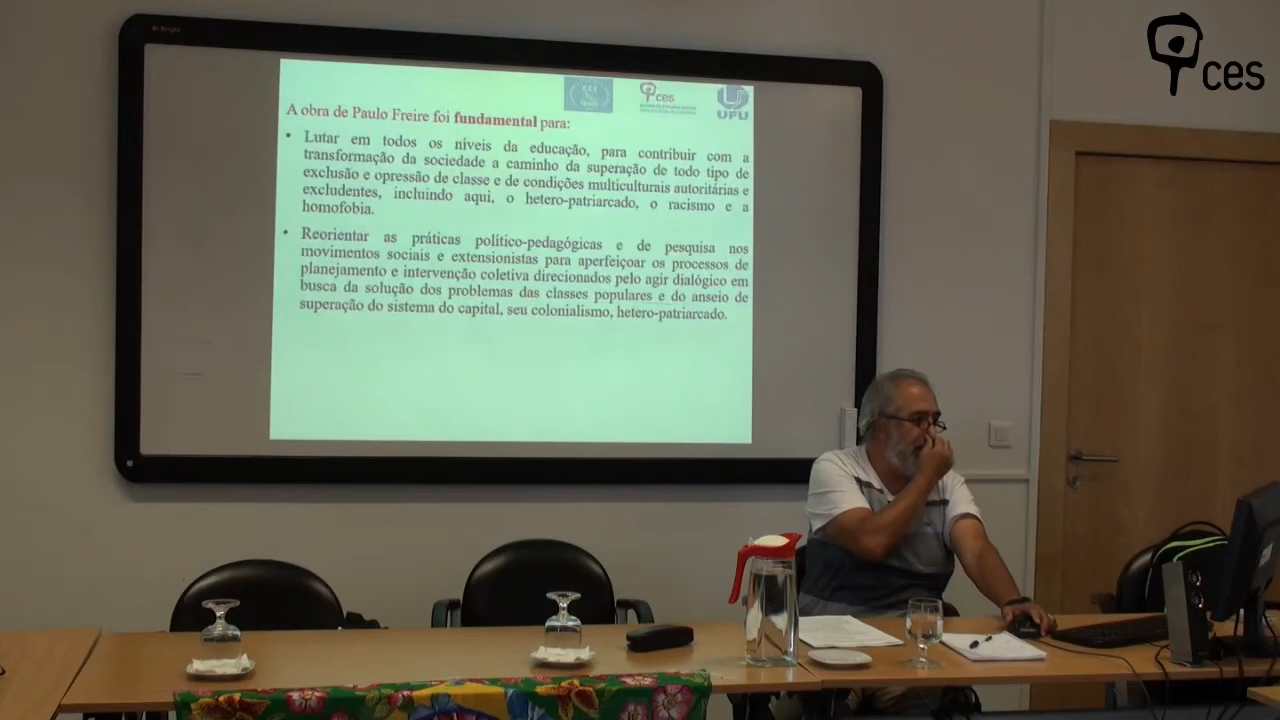 ces
ces
UFU
A obra de Paulo Freire foi fundamental para:
• Lutar em todos os níveis da educação, para contribuir com a
transformação da sociedade a caminho da superação de todo tipo de
exclusão e opressão de classe e de condições multiculturais autoritárias e
excludentes, incluindo aqui, o hetero-patriarcado, o racismo e a
homofobia.
• Reorientar as práticas político-pedagógicas e de pesquisa nos
movimentos sociais e extensionistas para aperfeiçoar os processos de
planejamento e intervenção coletiva direcionados pelo agir dialógico em
busca da solução dos problemas das classes populares e do anseio de
superação do sistema do capital, seu colonialismo, hetero-patriarcado.